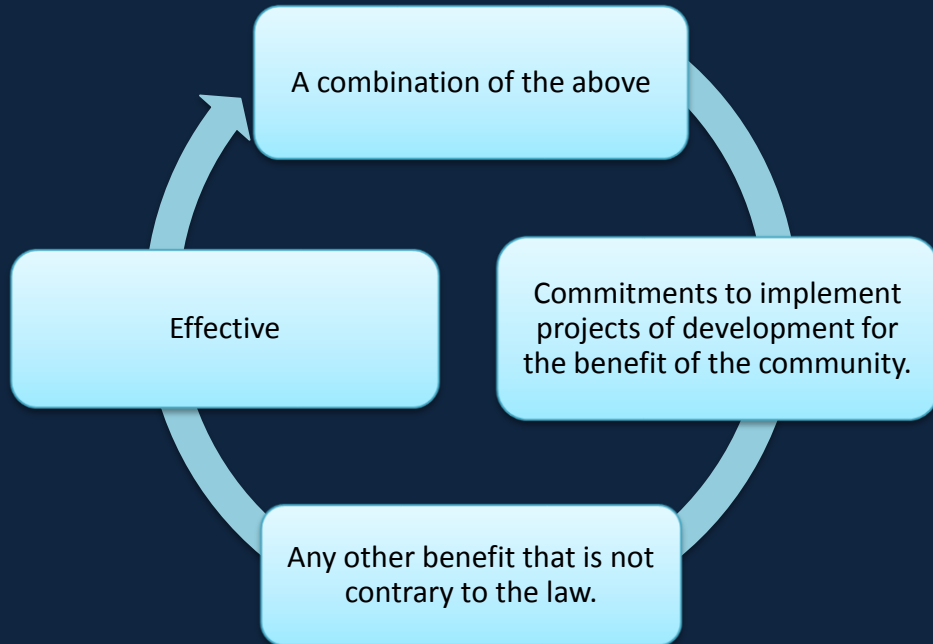 A combination of the above
Commitments to implement
projects of development for
the benefit of the community.
Any other benefit that is not
contrary to the law.
Effective